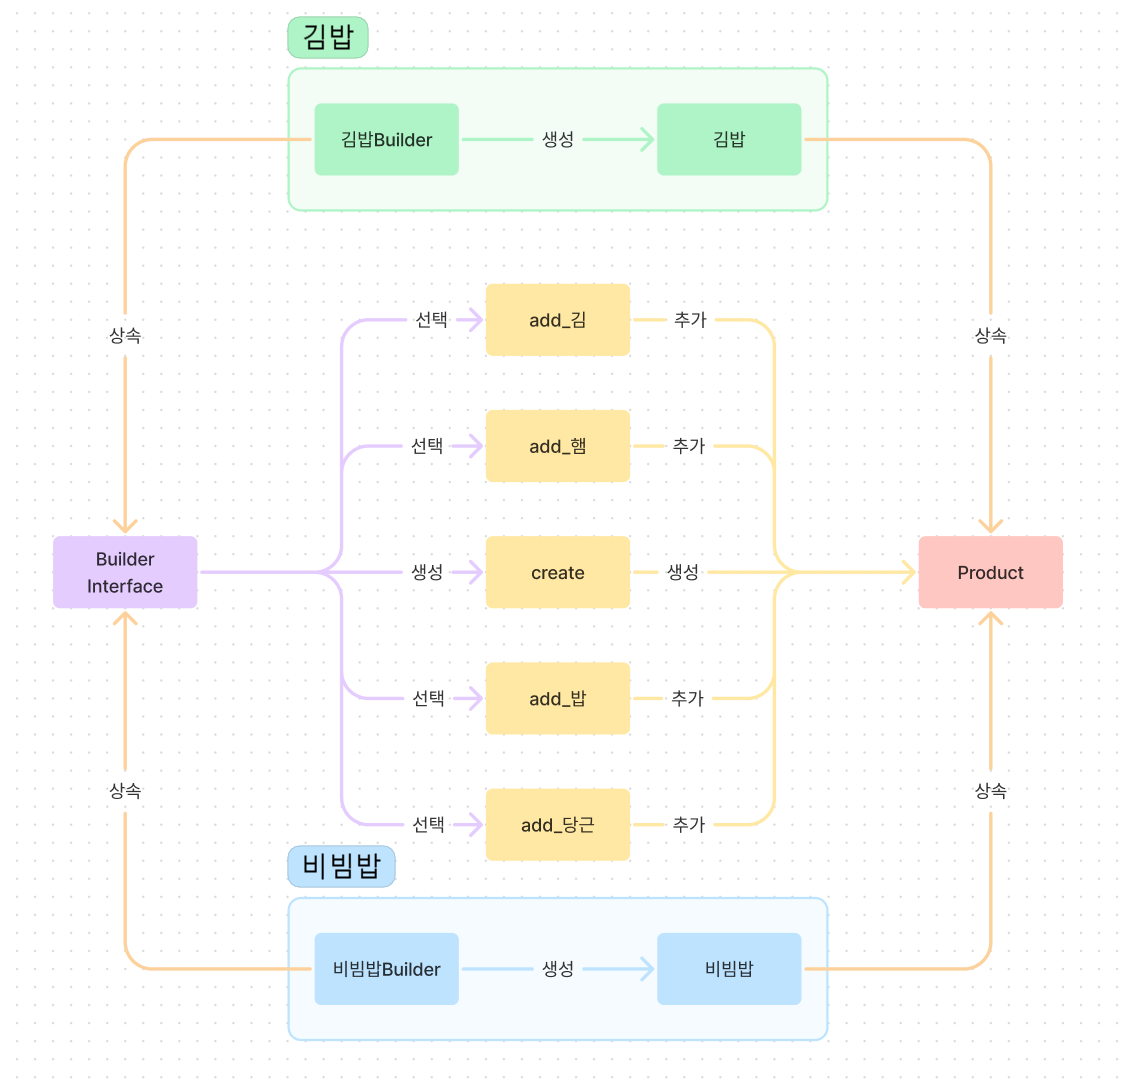 김밥
김밥Builder
생성
김밥
상속
상속
선택
add_김
추가
선택
add_햄
추가
Builder
Interface
생성
create
생성
Product
선택
add_밥
추가
상속
상속
선택
add_당근
추가
비빔밥
비빔밥Builder
생성
비빔밥